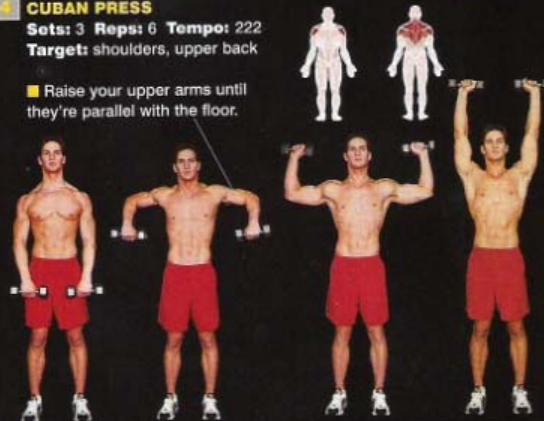 4 CUBAN PRESS
Sets: 3 Reps: 6 Tempo: 222
Target: shoulders, upper back
Raise your upper arms until
they're parallel with the floor.